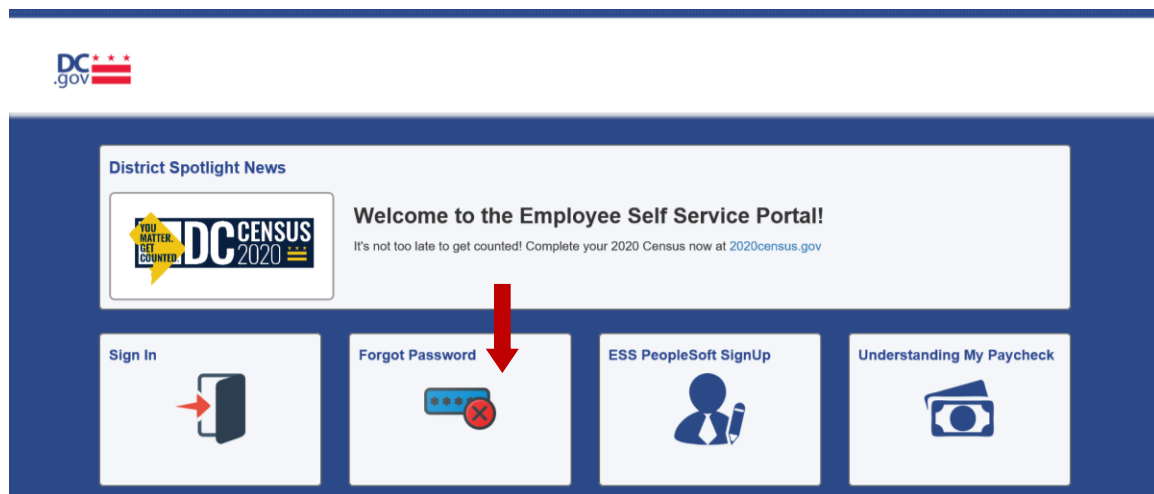 DC
.gov
District Spotlight News
YOU
MATTER.
GET
COUNTED.
DC CENSUS
2020
Welcome to the Employee Self Service Portal!
It's not too late to get counted! Complete your 2020 Census now at 2020census.gov
Sign In
Forgot Password
ESS PeopleSoft SignUp
Understanding My Paycheck